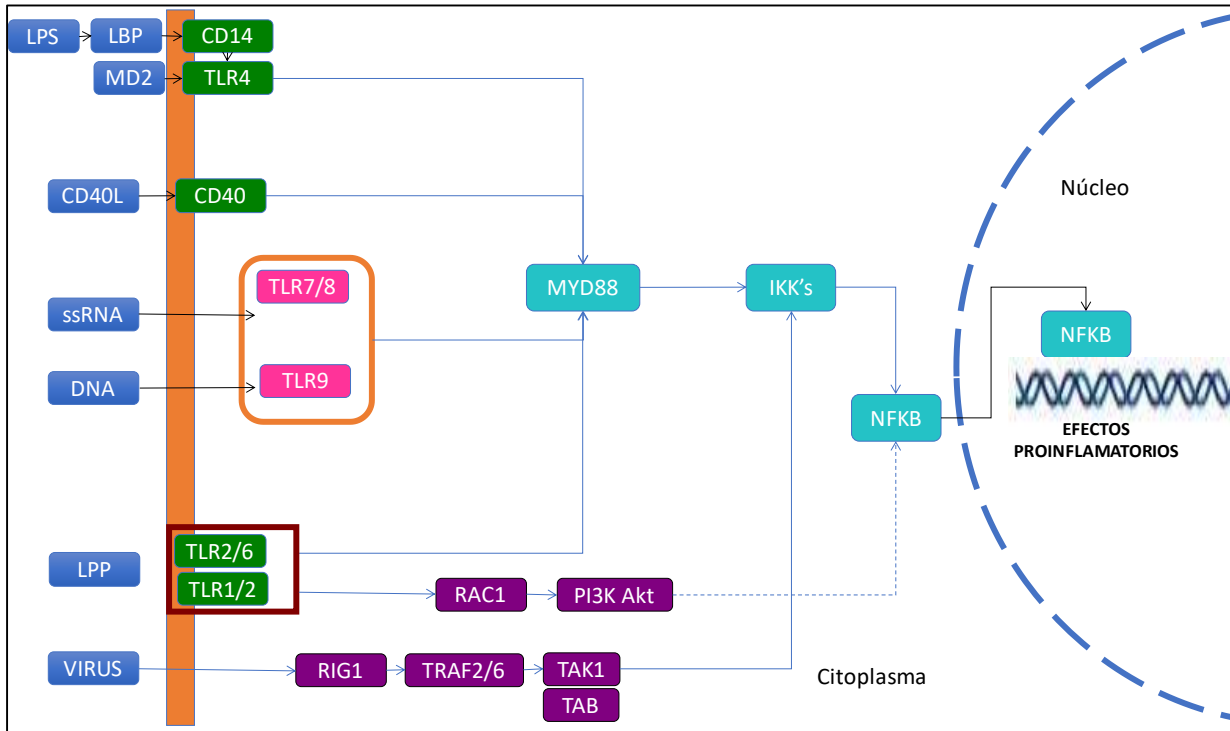 LPS
LBP
CD14
MD2
TLR4
CD40L
CD40
Núcleo
TLR7/8
MYD88
IKK’s
ssRNA
NFKB
TLR9
DNA
NFKB
EFECTOS
PROINFLAMATORIOS
TLR2/6
LPP
TLR1/2
RAC1
PI3K Akt
VIRUS
RIG1
TRAF2/6
TAK1
Citoplasma
TAB